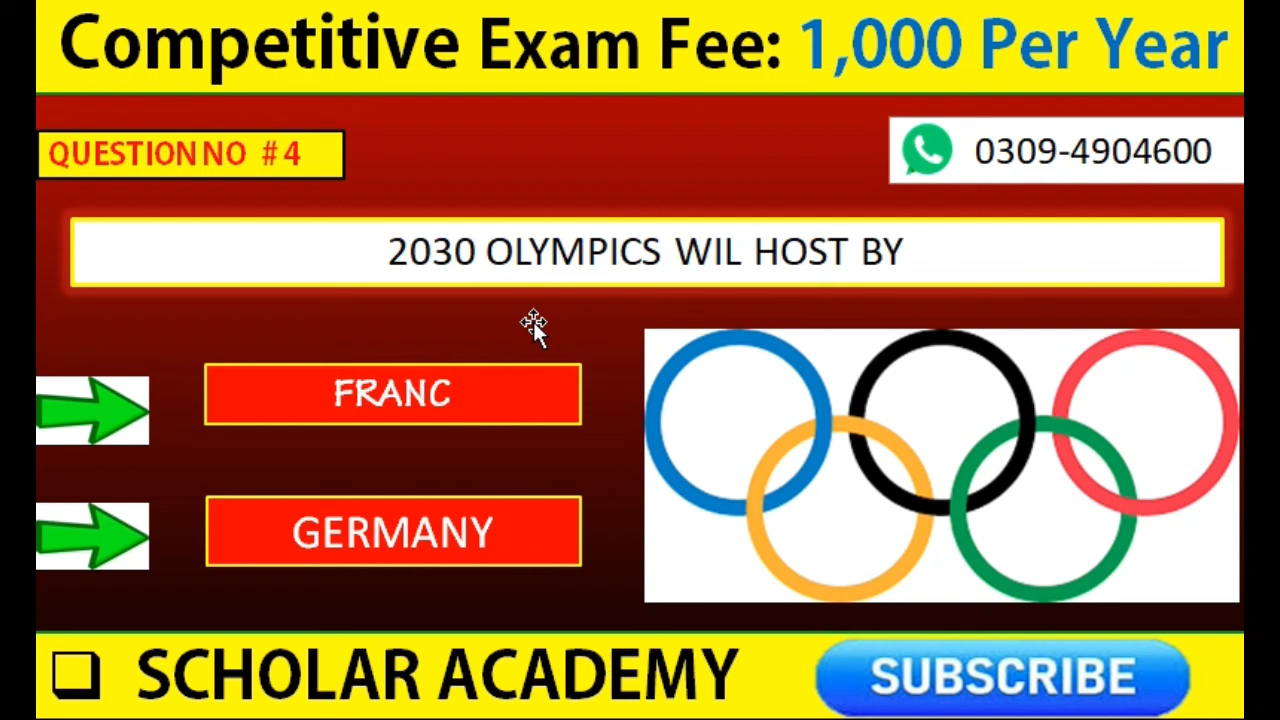 Competitive Exam Fee: 1,000 Per Year
QUESTION NO # 4
0309-4904600
2030 OLYMPICS WIL HOST BY
FRANC
GERMANY
SCHOLAR ACADEMY
SUBSCRIBE